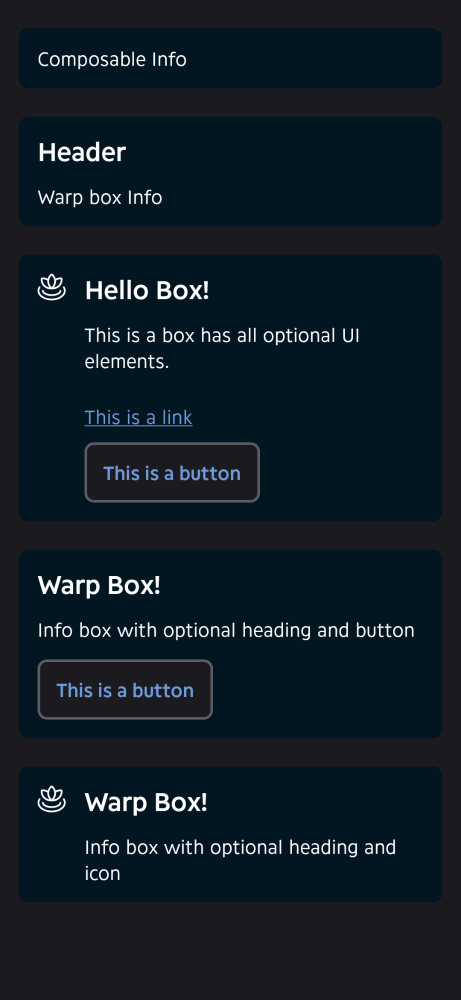 Composable Info
Header
Warp box Info
Hello Box!
This is a box has all optional UI
elements.
This is a link
This is a button
Warp Box!
Info box with optional heading and button
This is a button
Warp Box!
Info box with optional heading and
icon